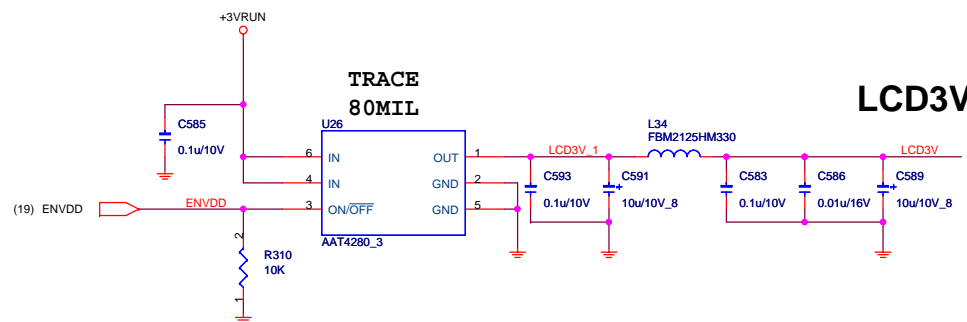 +3VRUN
TRACE
80MIL
LCD3V
C585
0.1u/10V
U26
6 IN OUT 1
4 IN GND 2
3 ON/OFF GND 5
AAT4280_3
LCD3V_1
L34
FBM2125HM330
LCD3V
C593
0.1u/10V
C591
10u/10V_8
C583
0.1u/10V
C586
0.01u/16V
C589
10u/10V_8
(19) ENVDD
ENVDD
2
R310
10K
1